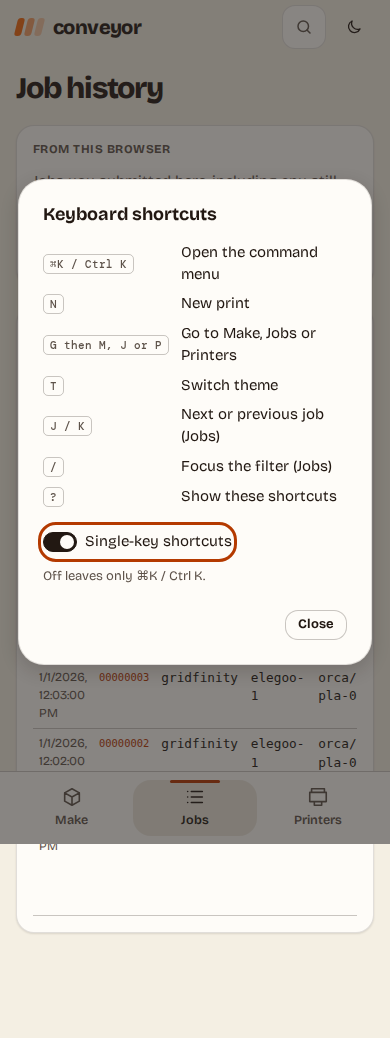 conveyor
Job history
FROM THIS BROWSER
Keyboard shortcuts
⌘K / Ctrl K
Open the command
menu
N
New print
G then M, J or P
Go to Make, Jobs or
Printers
T
Switch theme
J / K
Next or previous job
(Jobs)
/
Focus the filter (Jobs)
?
Show these shortcuts
Single-key shortcuts
Off leaves only ⌘K / Ctrl K.
Close
1/1/2026, 00000003 gridfinity elegoo- orca/
12:03:00 1 pla-0
PM
1/1/2026, 00000002 gridfinity elegoo- orca/
12:02:00 1 pla-0
PM
Make
Jobs
Printers